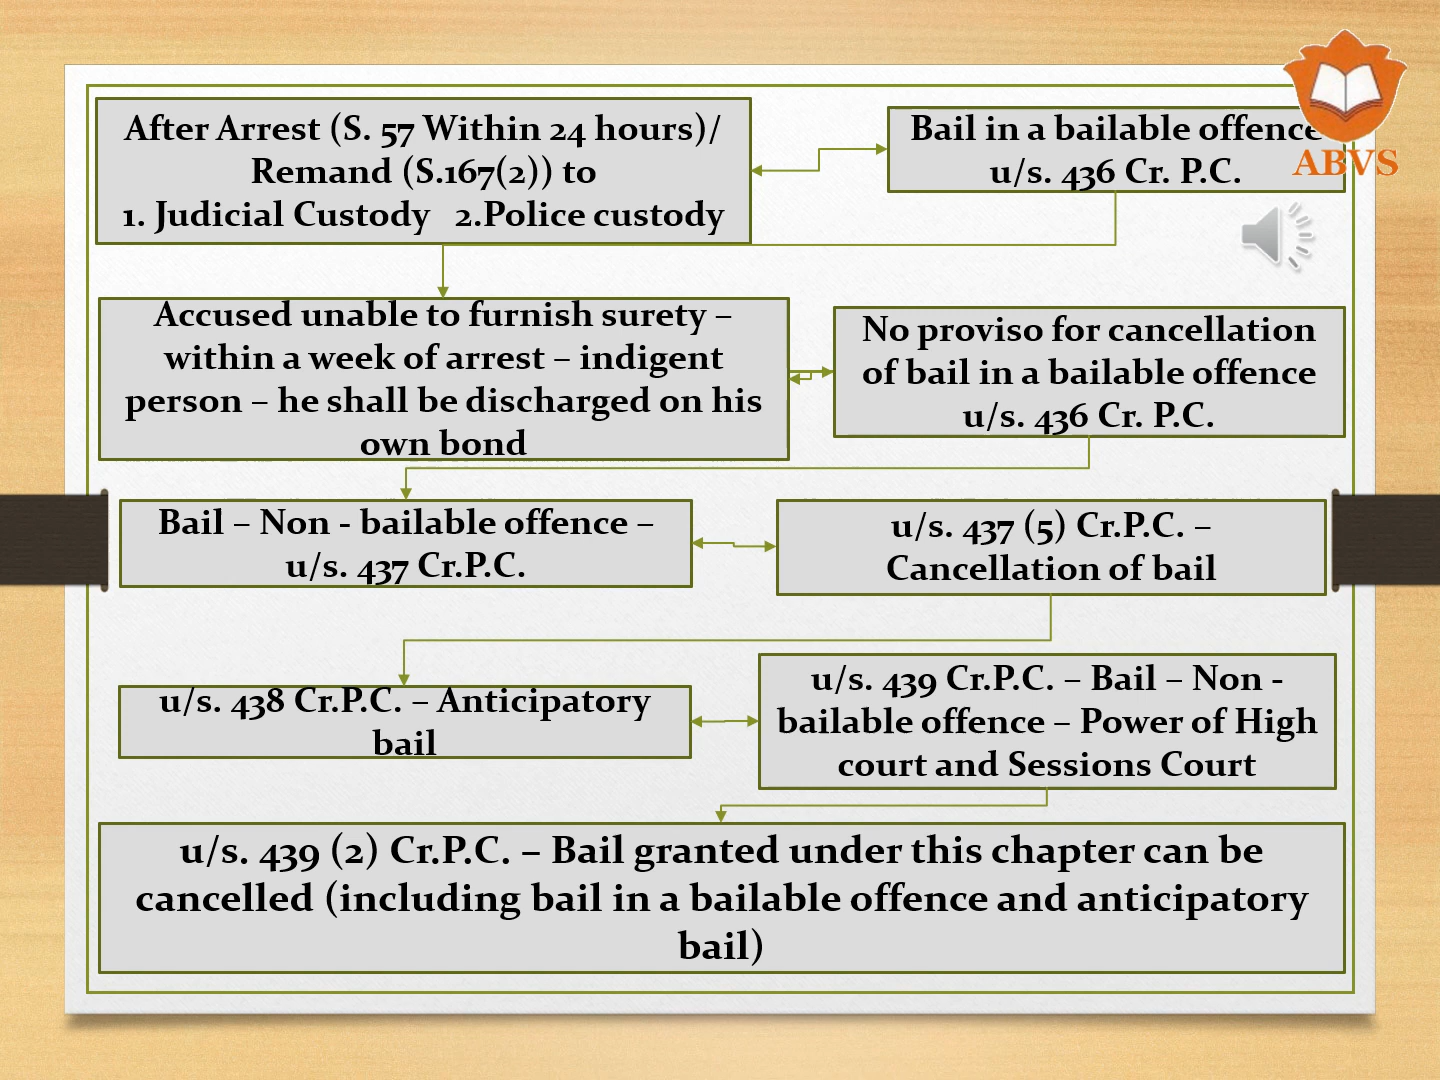 After Arrest (S. 57 Within 24 hours)/
Remand (S.167(2)) to
1. Judicial Custody   2.Police custody
Bail in a bailable offence
u/s. 436 Cr. P.C.
ABVS
Accused unable to furnish surety –
within a week of arrest – indigent
person – he shall be discharged on his
own bond
No proviso for cancellation
of bail in a bailable offence
u/s. 436 Cr. P.C.
Bail – Non - bailable offence –
u/s. 437 Cr.P.C.
u/s. 437 (5) Cr.P.C. –
Cancellation of bail
u/s. 438 Cr.P.C. – Anticipatory
bail
u/s. 439 Cr.P.C. – Bail – Non -
bailable offence – Power of High
court and Sessions Court
u/s. 439 (2) Cr.P.C. – Bail granted under this chapter can be
cancelled (including bail in a bailable offence and anticipatory
bail)